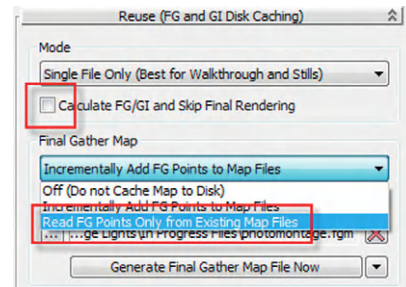 Reuse (FG and GI Disk Caching)
Mode
Single File Only (Best for Walkthrough and Stills)
Calculate FG/GI and Skip Final Rendering
Final Gather Map
Incrementally Add FG Points to Map Files
Off (Do not Cache Map to Disk)
Incrementally Add FG Points to Map Files
Read FG Points Only from Existing Map Files
... ...ge Lights\In Progress Files\photomontage.fgm
Generate Final Gather Map File Now